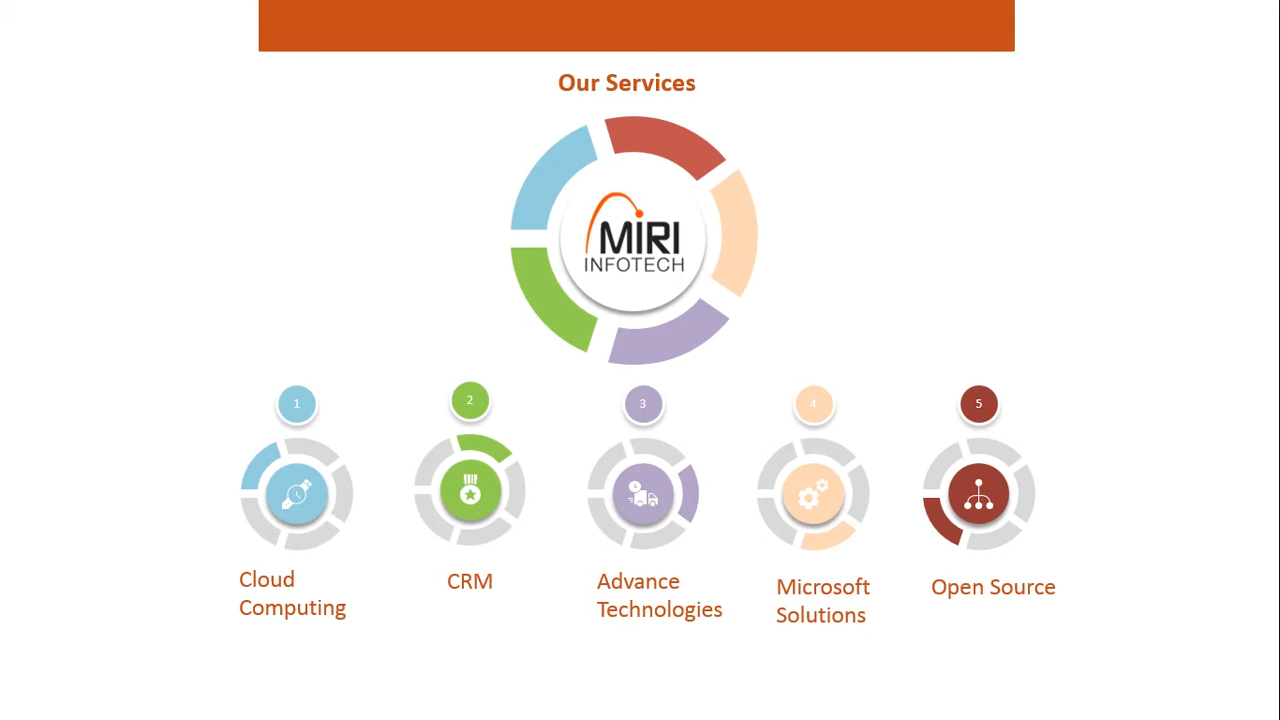 Our Services
MIRI
INFOTECH
1
2
3
4
5
Cloud
Computing
CRM
Advance
Technologies
Microsoft
Solutions
Open Source